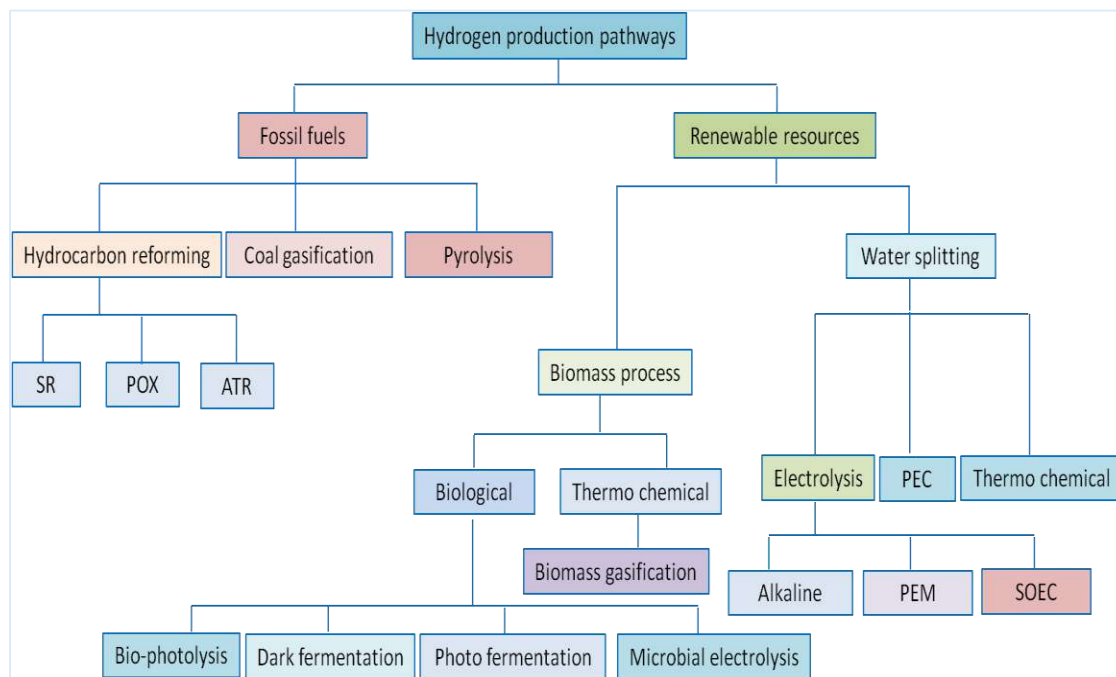 Hydrogen production pathways
Fossil fuels
Renewable resources
Hydrocarbon reforming
Coal gasification
Pyrolysis
Water splitting
SR
POX
ATR
Biomass process
Biological
Thermo chemical
Electrolysis
PEC
Thermo chemical
Biomass gasification
Alkaline
PEM
SOEC
Bio-photolysis
Dark fermentation
Photo fermentation
Microbial electrolysis